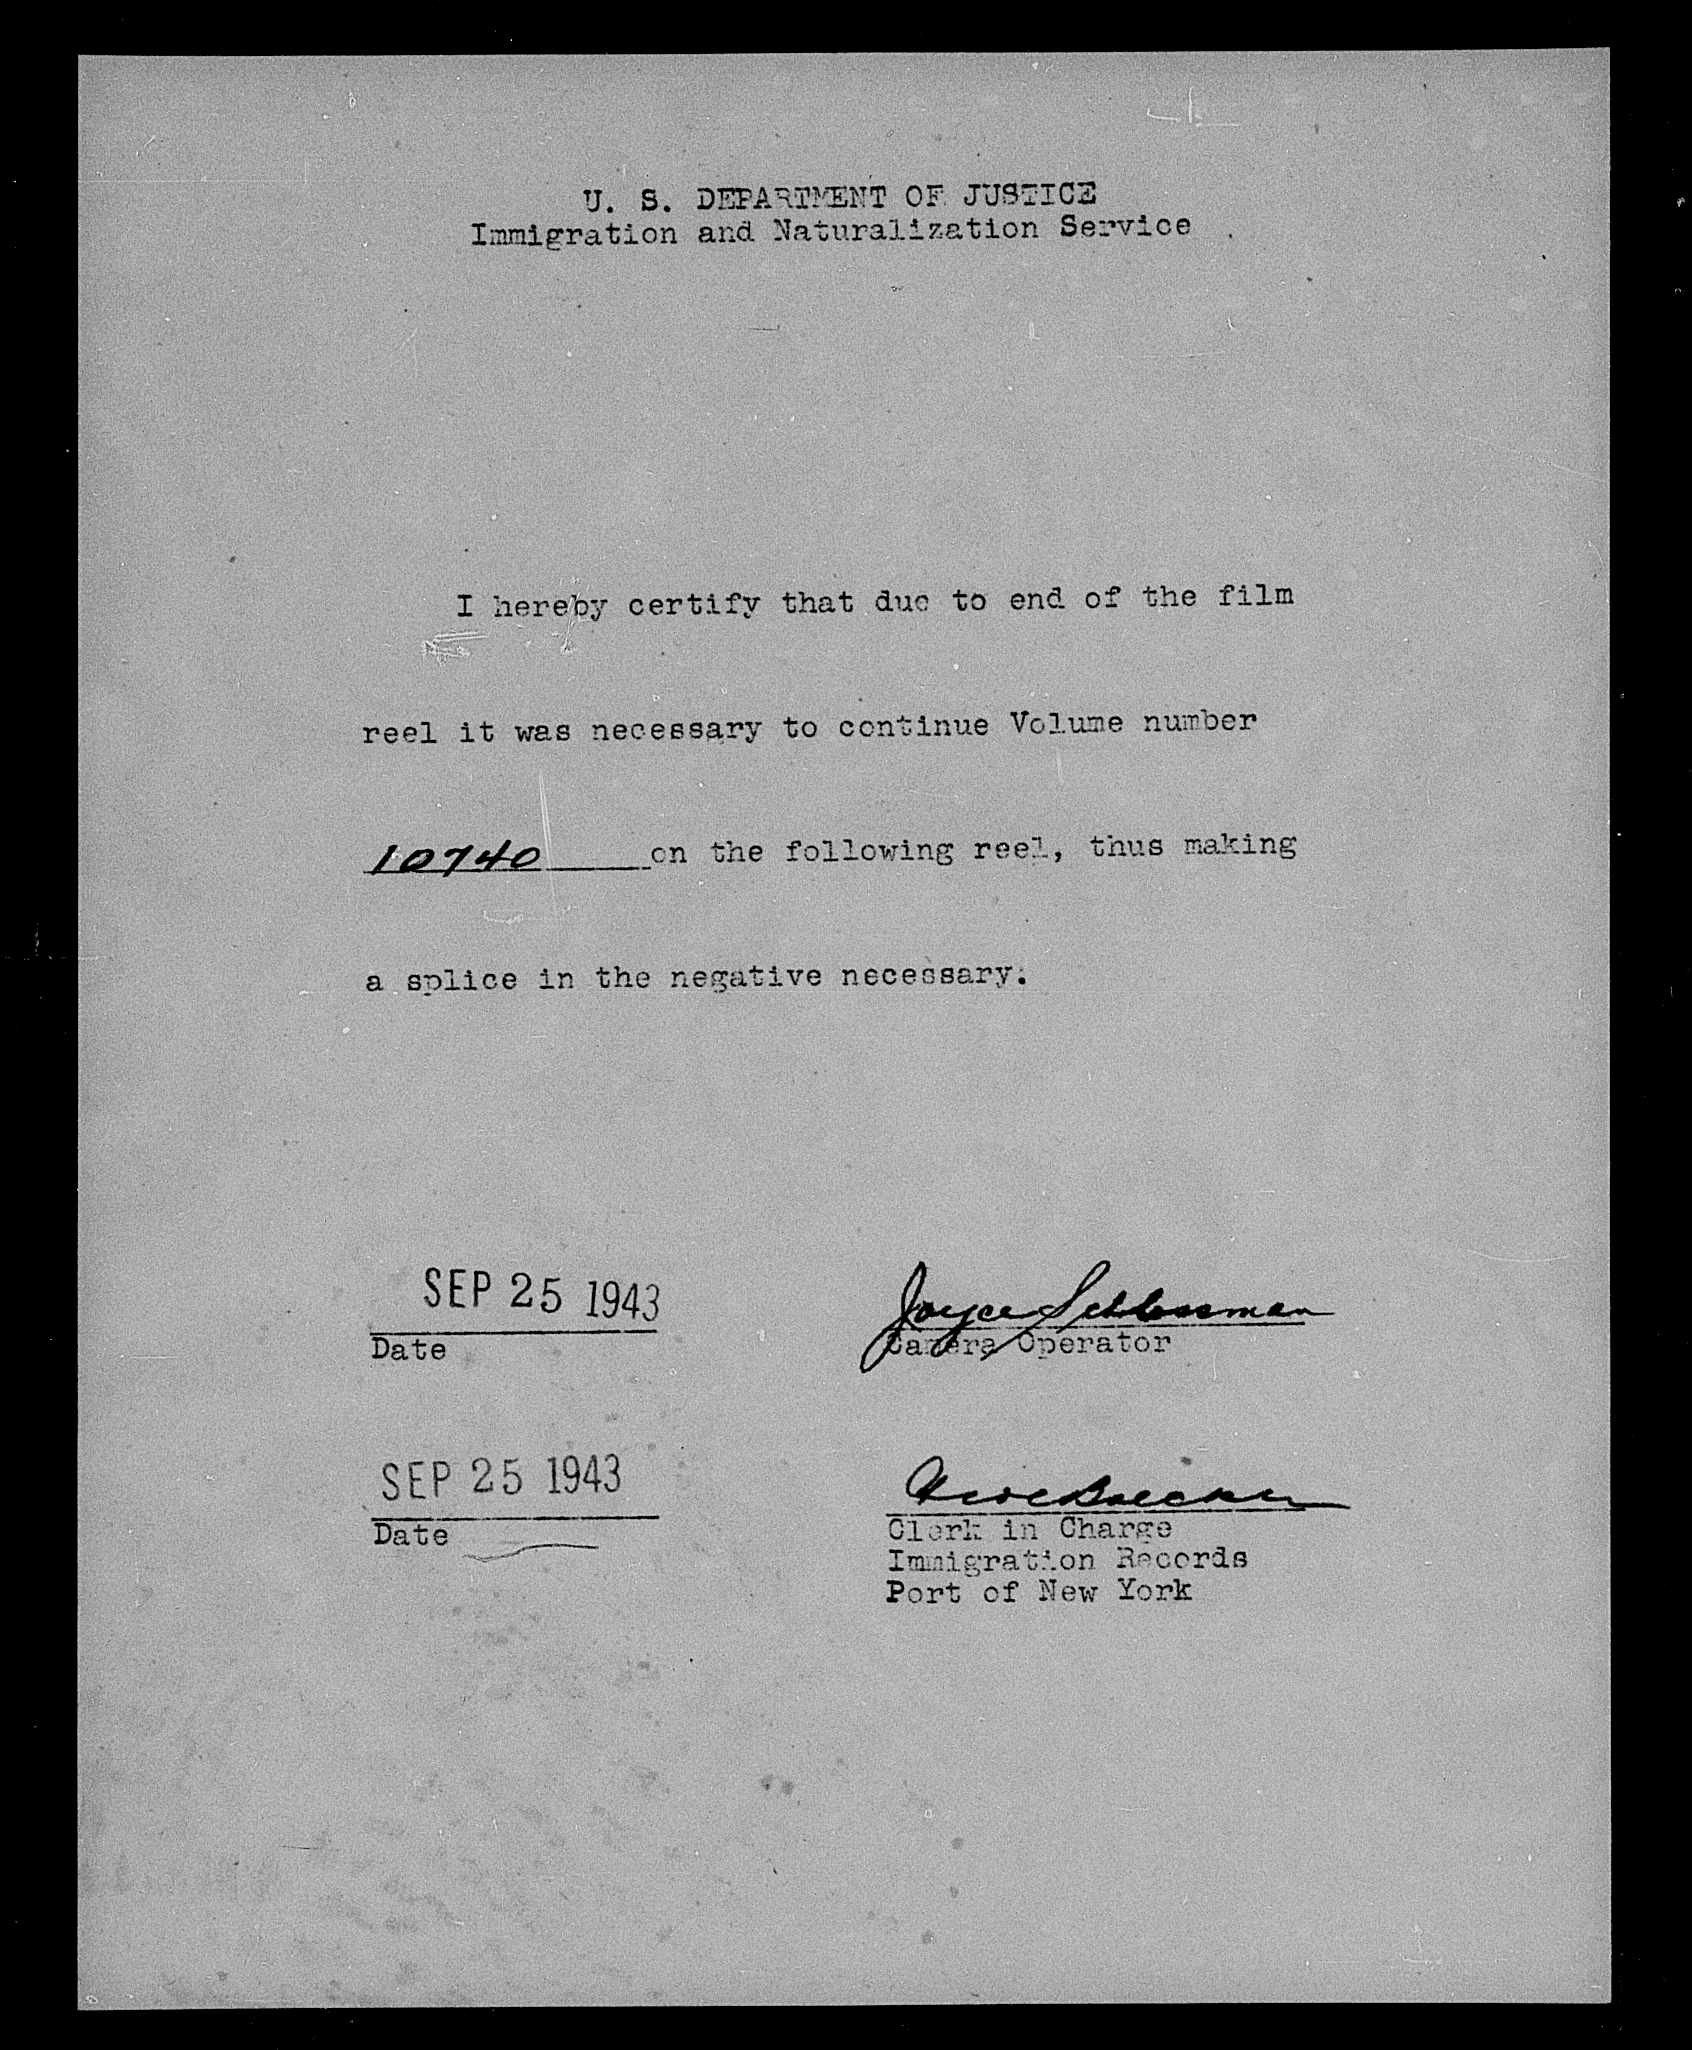 U. S. DEPARTMENT OF JUSTICE
Immigration and Naturalization Service
I hereby certify that due to end of the film
reel it was necessary to continue Volume number
10740 on the following reel, thus making
a splice in the negative necessary.
SEP 25 1943
Joyce
Date
Camera Operator
SEP 25 1943
Date
Clerk in Charge
Immigration Records
Port of New York